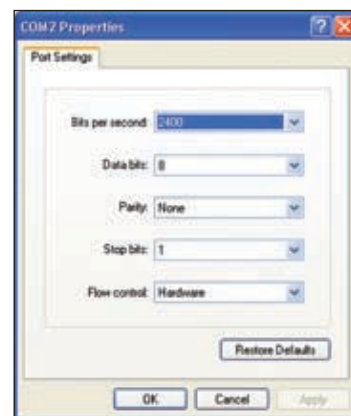 COM2 Properties
Port Settings
Bits per second: 2400
Data bits: 8
Parity: None
Stop bits: 1
Flow control: Hardware
Restore Defaults
OK Cancel Apply